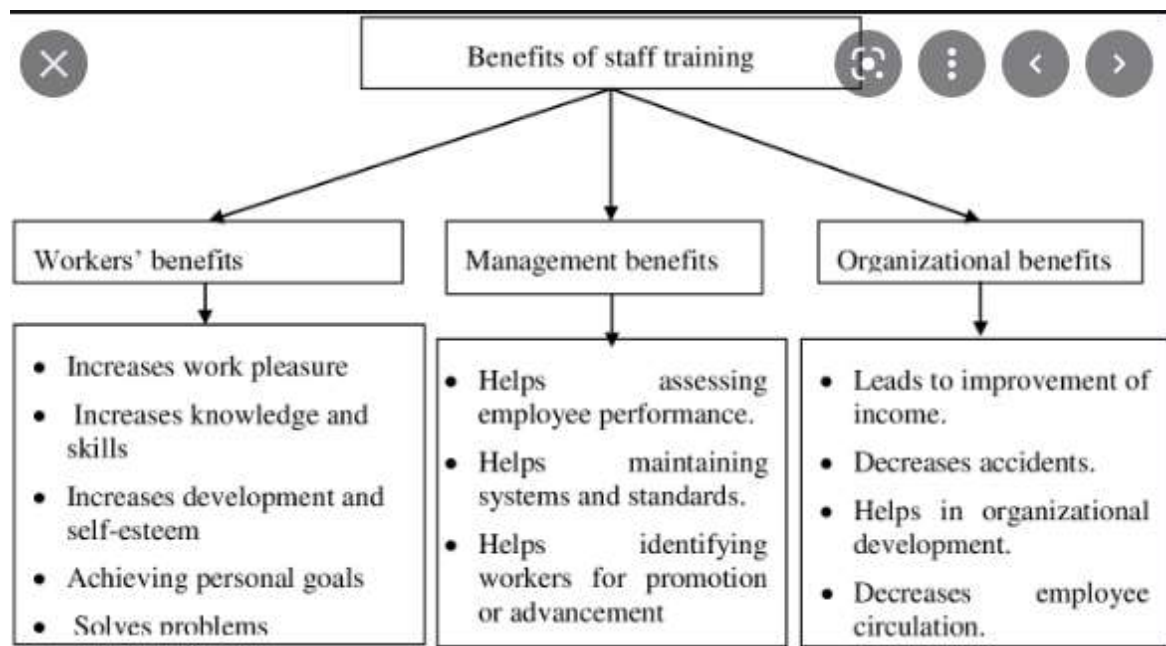 Benefits of staff training
Workers' benefits
Management benefits
Organizational benefits
• Increases work pleasure
• Increases knowledge and
skills
• Increases development and
self-esteem
• Achieving personal goals
• Solves problems
• Helps assessing
employee performance.
• Helps maintaining
systems and standards.
• Helps identifying
workers for promotion
or advancement
• Leads to improvement of
income.
• Decreases accidents.
• Helps in organizational
development.
• Decreases employee
circulation.